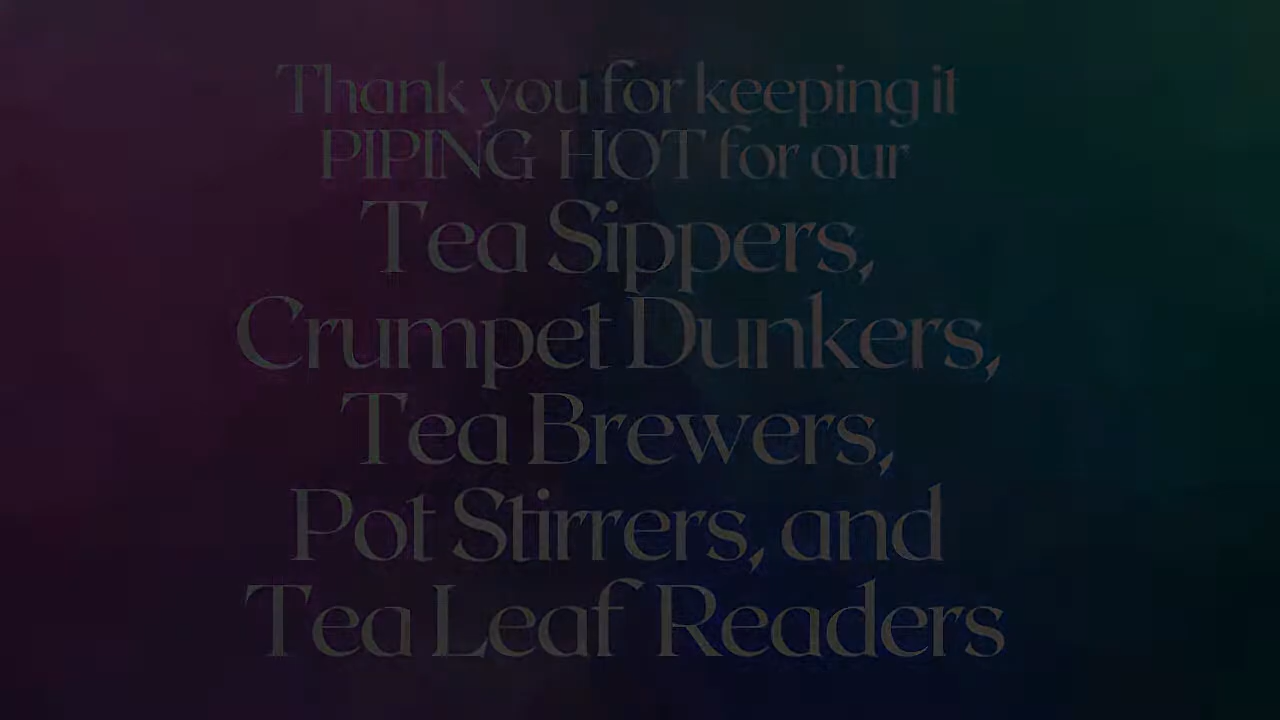 Thank you for keeping it
PIPING HOT for our
Tea Sippers,
Crumpet Dunkers,
Tea Brewers,
Pot Stirrers, and
Tea Leaf Readers